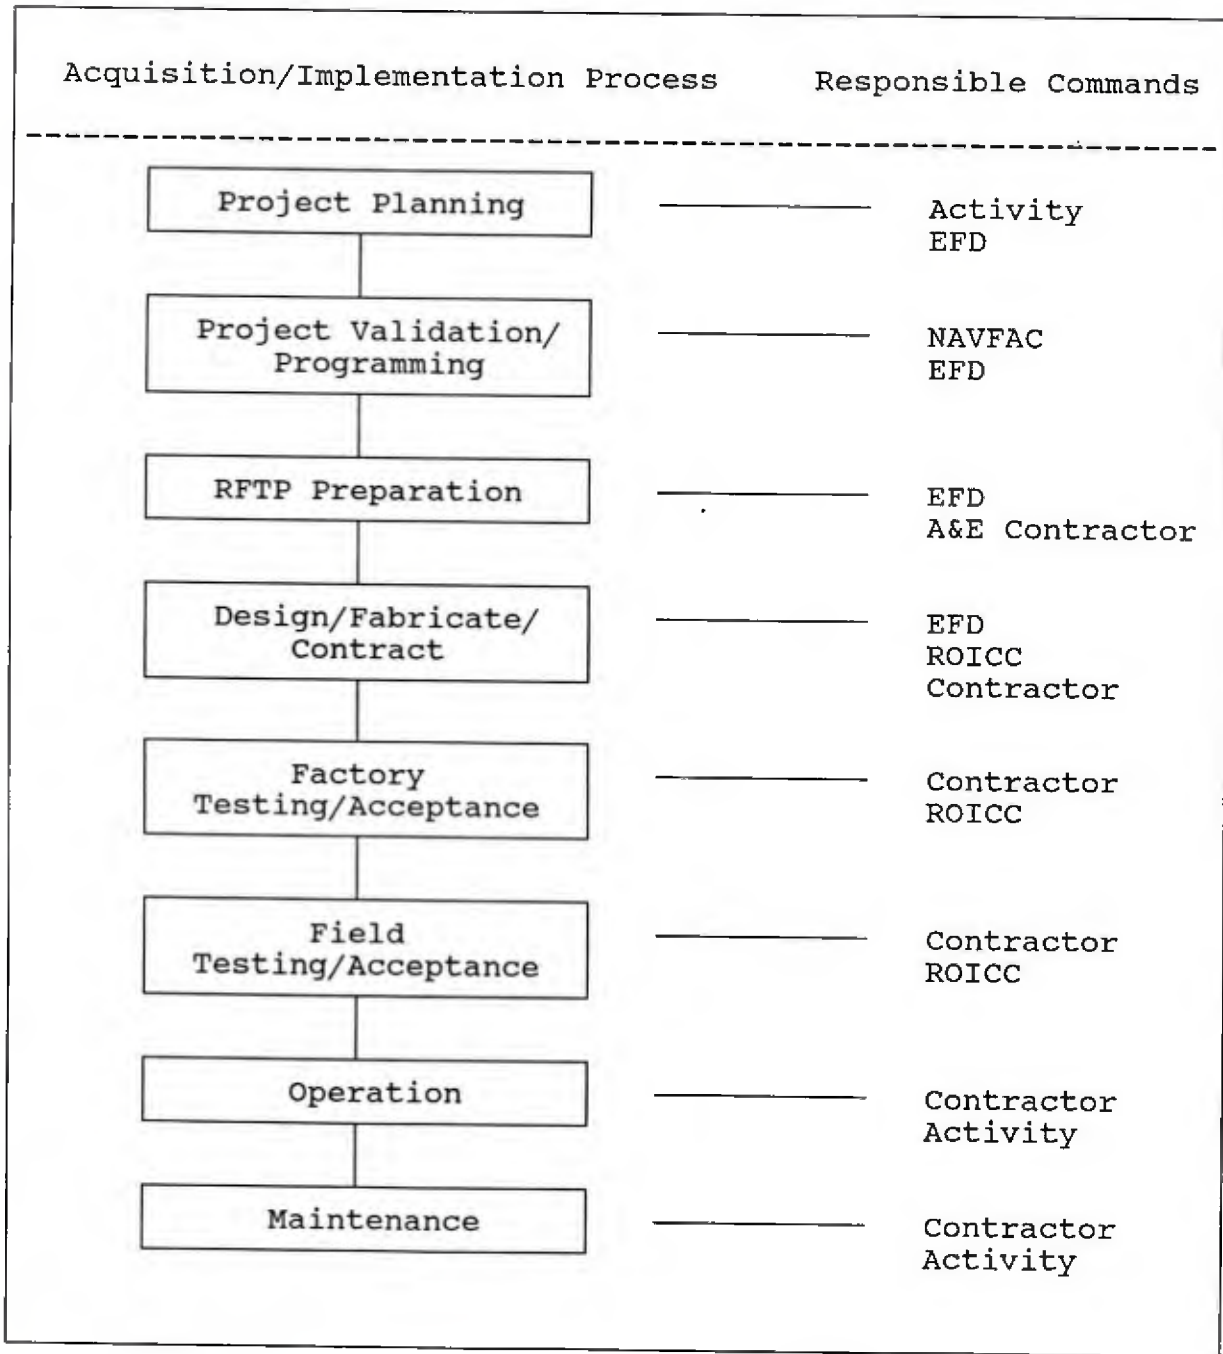 Acquisition/Implementation Process Responsible Commands
Project Planning
Activity
EFD
Project Validation/
Programming
NAVFAC
EFD
RFTP Preparation
EFD
A&E Contractor
Design/Fabricate/
Contract
EFD
ROICC
Contractor
Factory
Testing/Acceptance
Contractor
ROICC
Field
Testing/Acceptance
Contractor
ROICC
Operation
Contractor
Activity
Maintenance
Contractor
Activity